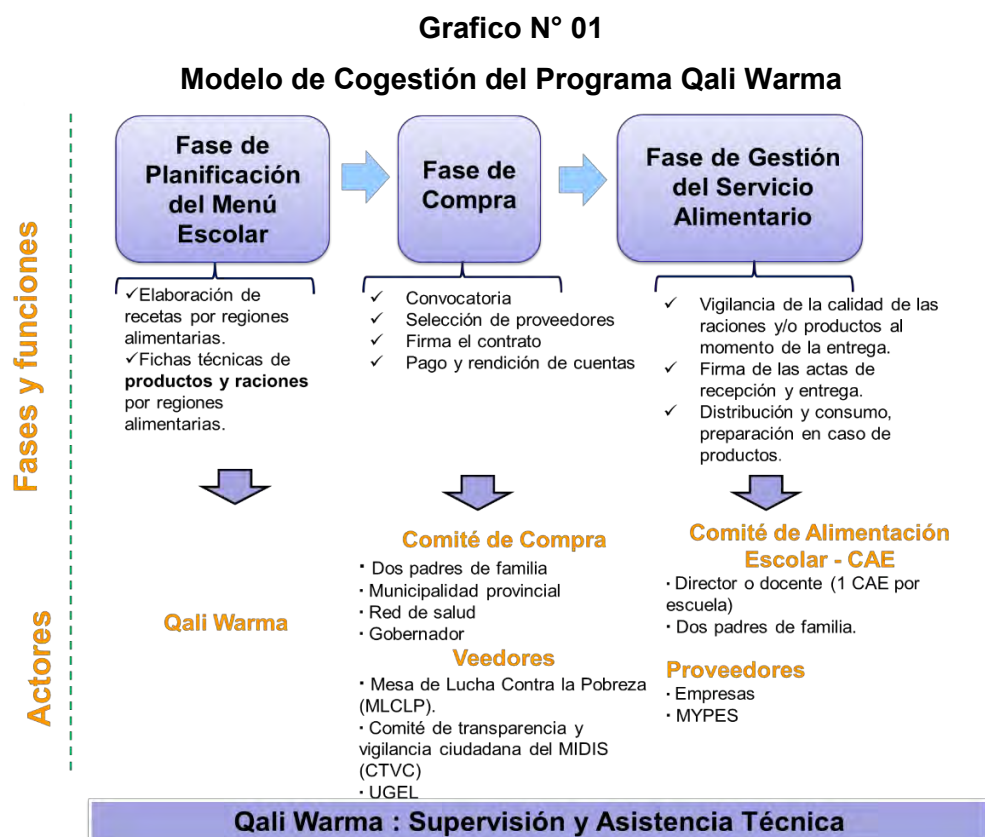 Grafico N° 01
Modelo de Cogestión del Programa Qali Warma
Fases y funciones
Fase de
Planificación
del Menú
Escolar
✓Elaboración de
recetas por regiones
alimentarias.
✓Fichas técnicas de
productos y raciones
por regiones
alimentarias.
Fase de
Compra
✓ Convocatoria
✓ Selección de proveedores
✓ Firma el contrato
✓ Pago y rendición de cuentas
Fase de Gestión
del Servicio
Alimentario
✓ Vigilancia de la calidad de las
raciones y/o productos al
momento de la entrega.
✓ Firma de las actas de
recepción y entrega.
✓ Distribución y consumo,
preparación en caso de
productos.
Actores
Qali Warma
Comité de Compra
· Dos padres de familia
· Municipalidad provincial
· Red de salud
· Gobernador
Veedores
· Mesa de Lucha Contra la Pobreza
(MLCLP).
· Comité de transparencia y
vigilancia ciudadana del MIDIS
(CTVC)
· UGEL
Comité de Alimentación
Escolar - CAE
· Director o docente (1 CAE por
escuela)
· Dos padres de familia.
Proveedores
· Empresas
· MYPES
Qali Warma : Supervisión y Asistencia Técnica